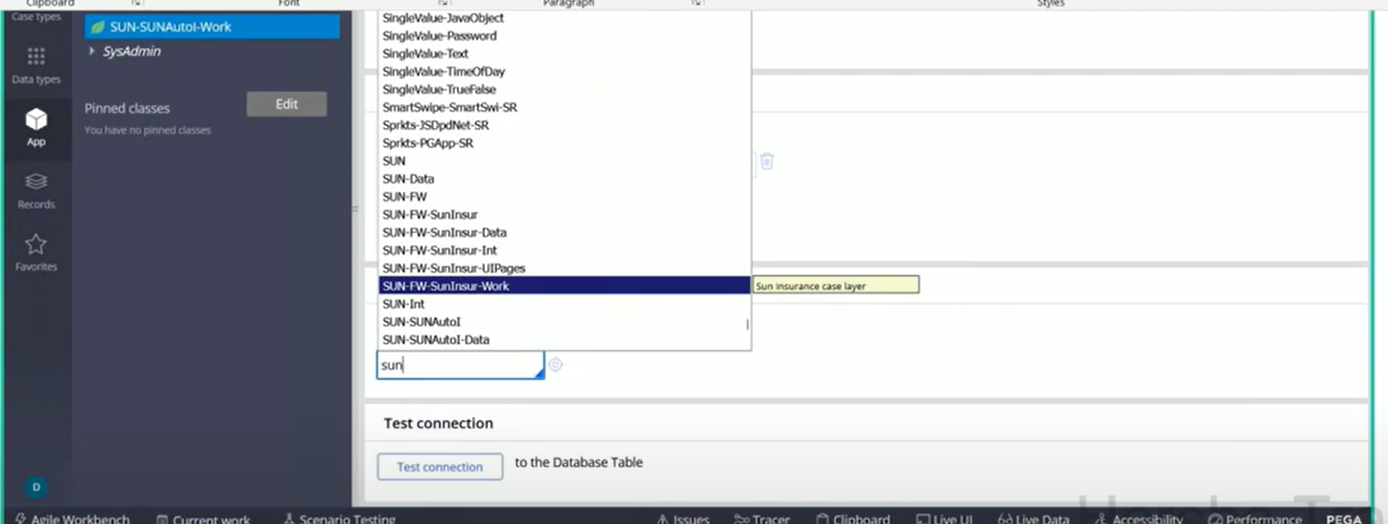 Clipboard Font Paragraph Styles
Case types
SUN-SUNAutoI-Work
SysAdmin
Data types
Pinned classes Edit
You have no pinned classes
App
Records
Favorites
D
SingleValue-JavaObject
SingleValue-Password
SingleValue-Text
SingleValue-TimeOfDay
SingleValue-TrueFalse
SmartSwipe-SmartSwi-SR
Sprkts-JSDpdNet-SR
Sprkts-PGApp-SR
SUN
SUN-Data
SUN-FW
SUN-FW-SunInsur
SUN-FW-SunInsur-Data
SUN-FW-SunInsur-Int
SUN-FW-SunInsur-UIPages
SUN-FW-SunInsur-Work Sun insurance case layer
SUN-Int
SUN-SUNAutoI
SUN-SUNAutoI-Data
sun
Test connection
Test connection to the Database Table
Agile Workbench Current work Scenario Testing Issues Tracer Clipboard Live UI Live Data Accessibility Performance PEGA